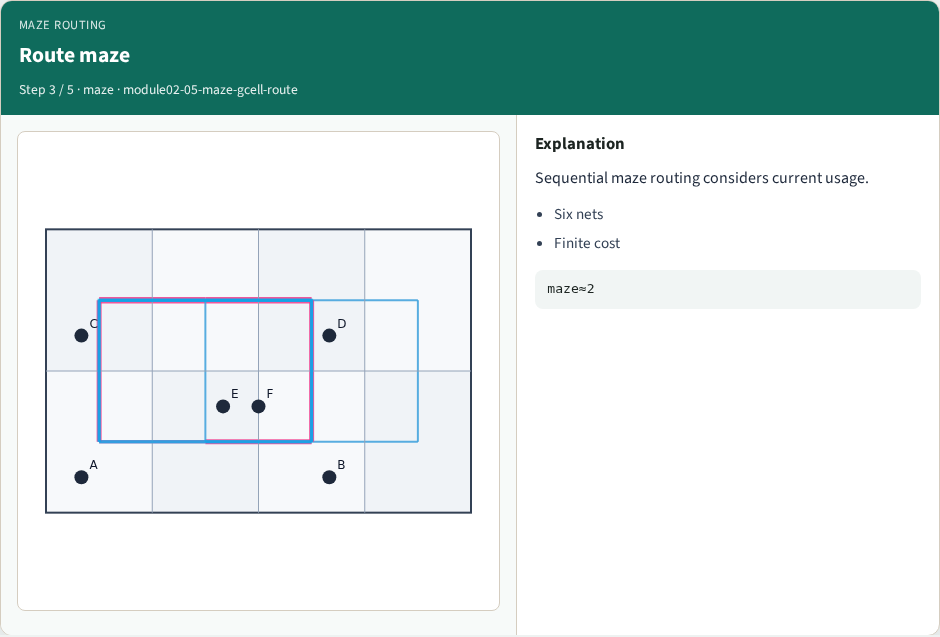 MAZE ROUTING
Route maze
Step 3 / 5 · maze · module02-05-maze-gcell-route
C
D
E
F
A
B
Explanation
Sequential maze routing considers current usage.
• Six nets
• Finite cost
maze≈2